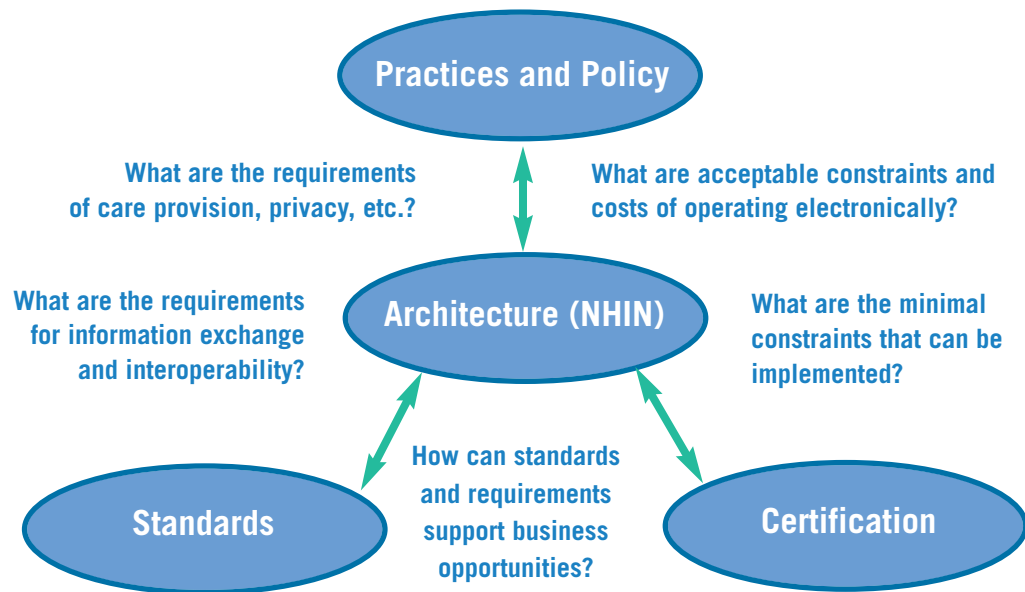 Practices and Policy
What are the requirements
of care provision, privacy, etc.?
What are acceptable constraints and
costs of operating electronically?
What are the requirements
for information exchange
and interoperability?
Architecture (NHIN)
What are the minimal
constraints that can be
implemented?
Standards
How can standards
and requirements
support business
opportunities?
Certification